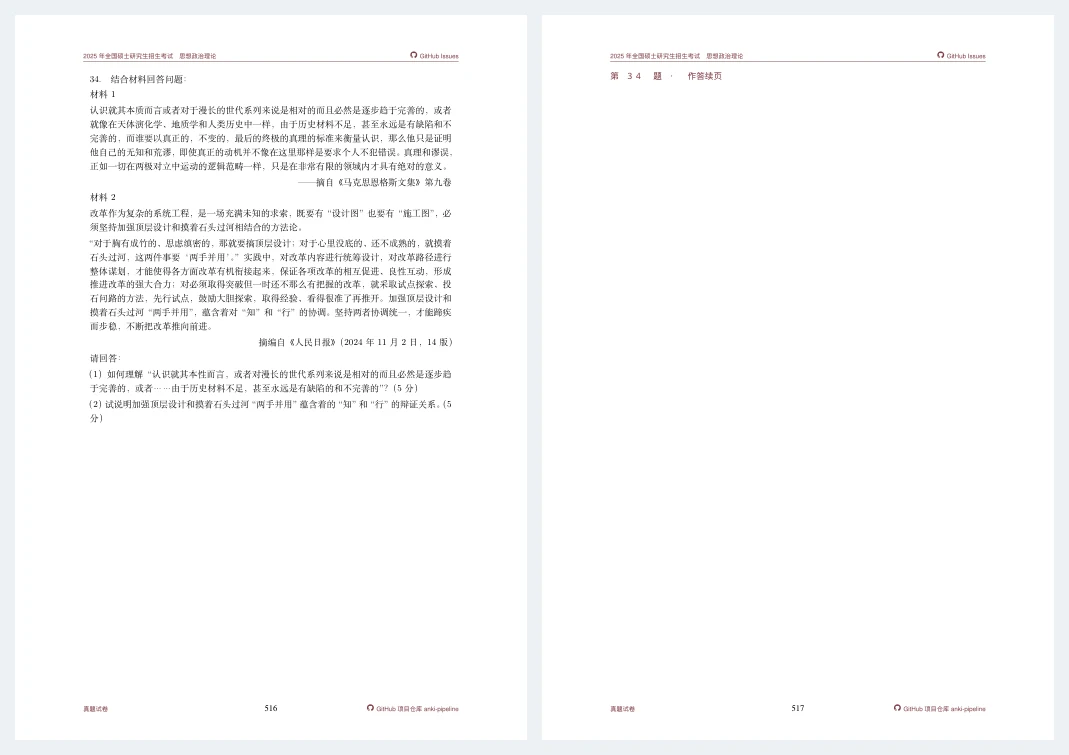 2025 年全国硕士研究生招生考试 思想政治理论 GitHub Issues
34. 结合材料回答问题:
材料 1
认识就其本质而言或者对于漫长的世代系列来说是相对的而且必然是逐步趋于完善的，或者
就像在天体演化学、地质学和人类历史中一样，由于历史材料不足，甚至永远是有缺陷和不
完善的，而谁要以真正的，不变的，最后的终极的真理的标准来衡量认识，那么他只是证明
他自己的无知和荒谬，即使真正的动机并不像在这里那样是要求个人不犯错误。真理和谬误，
正如一切在两极对立中运动的逻辑范畴一样，只是在非常有限的领域内才具有绝对的意义。
——摘自《马克思恩格斯文集》第九卷
材料 2
改革作为复杂的系统工程，是一场充满未知的求索，既要有 “设计图” 也要有 “施工图”，必
须坚持加强顶层设计和摸着石头过河相结合的方法论。
“对于胸有成竹的、思虑缜密的，那就要搞顶层设计；对于心里没底的、还不成熟的，就摸着
石头过河，这两件事要 ‘两手并用’。” 实践中，对改革内容进行统筹设计，对改革路径进行
整体谋划，才能使得各方面改革有机衔接起来，保证各项改革的相互促进、良性互动，形成
推进改革的强大合力；对必须取得突破但一时还不那么有把握的改革，就采取试点探索、投
石问路的方法，先行试点，鼓励大胆探索，取得经验、看得很准了再推开。加强顶层设计和
摸着石头过河 “两手并用”，蕴含着对 “知” 和 “行” 的协调。坚持两者协调统一，才能蹄疾
而步稳，不断把改革推向前进。
摘编自《人民日报》（2024 年 11 月 2 日，14 版）
请回答:
（1）如何理解 “认识就其本性而言，或者对漫长的世代系列来说是相对的而且必然是逐步趋
于完善的，或者······由于历史材料不足，甚至永远是有缺陷的和不完善的”？（5 分）
（2）试说明加强顶层设计和摸着石头过河 “两手并用” 蕴含着的 “知” 和 “行” 的辩证关系。（5
分）
真题试卷 516 GitHub 项目仓库 anki-pipeline
2025 年全国硕士研究生招生考试 思想政治理论 GitHub Issues
第 34 题 · 作答续页
真题试卷 517 GitHub 项目仓库 anki-pipeline